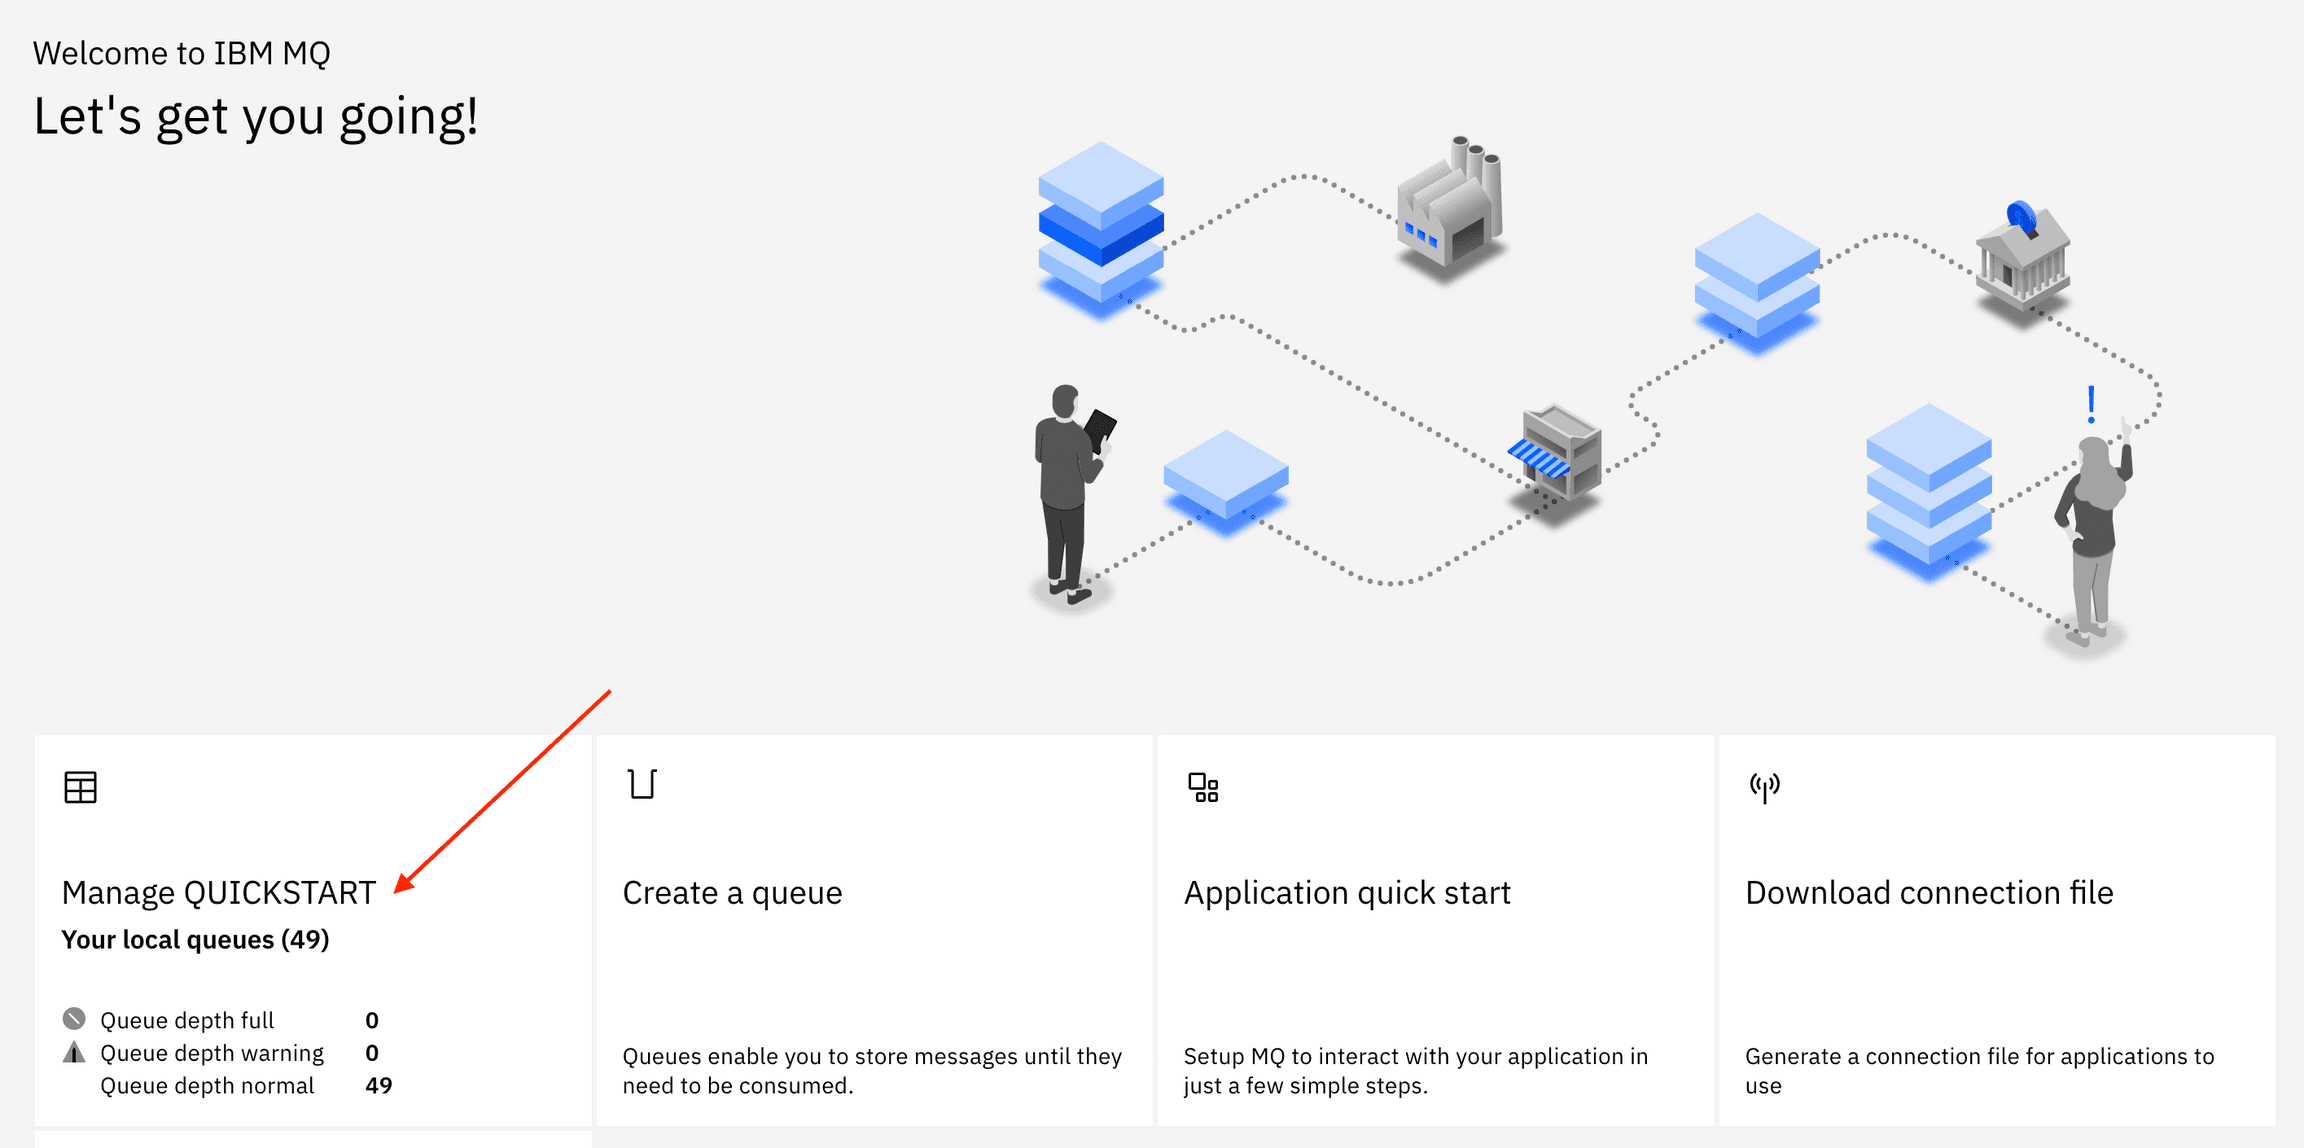 Welcome to IBM MQ
Let's get you going!
Manage QUICKSTART
Your local queues (49)
Queue depth full 0
Queue depth warning 0
Queue depth normal 49
Create a queue
Queues enable you to store messages until they
need to be consumed.
Application quick start
Setup MQ to interact with your application in
just a few simple steps.
Download connection file
Generate a connection file for applications to
use